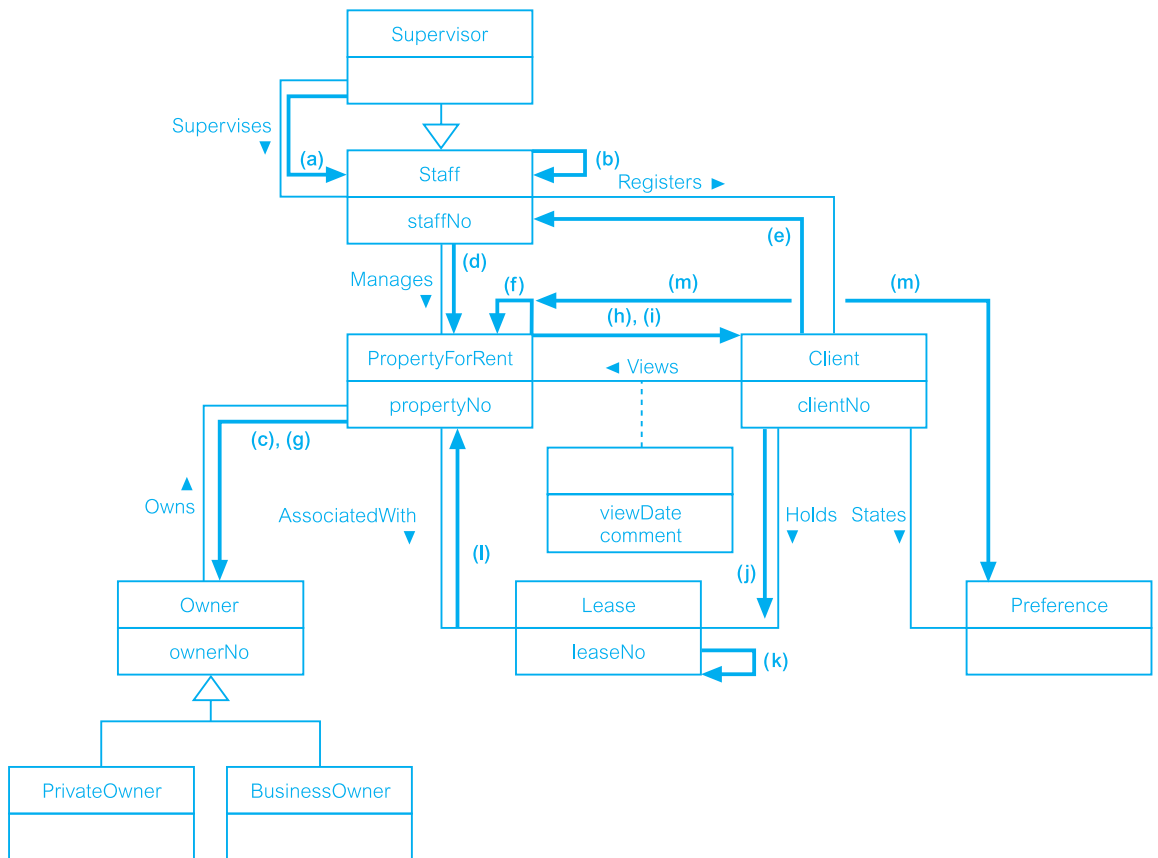 Supervisor
Supervises
▼
(a)
(b)
Staff
Registers ►
staffNo
(e)
(d)
Manages
▼
(f)
(m)
(m)
(h), (i)
PropertyForRent
Client
◄ Views
propertyNo
clientNo
(c), (g)
▲
Owns
AssociatedWith
▼
viewDate
comment
Holds
▼
States
▼
(l)
(j)
Owner
Lease
Preference
ownerNo
leaseNo
(k)
PrivateOwner
BusinessOwner